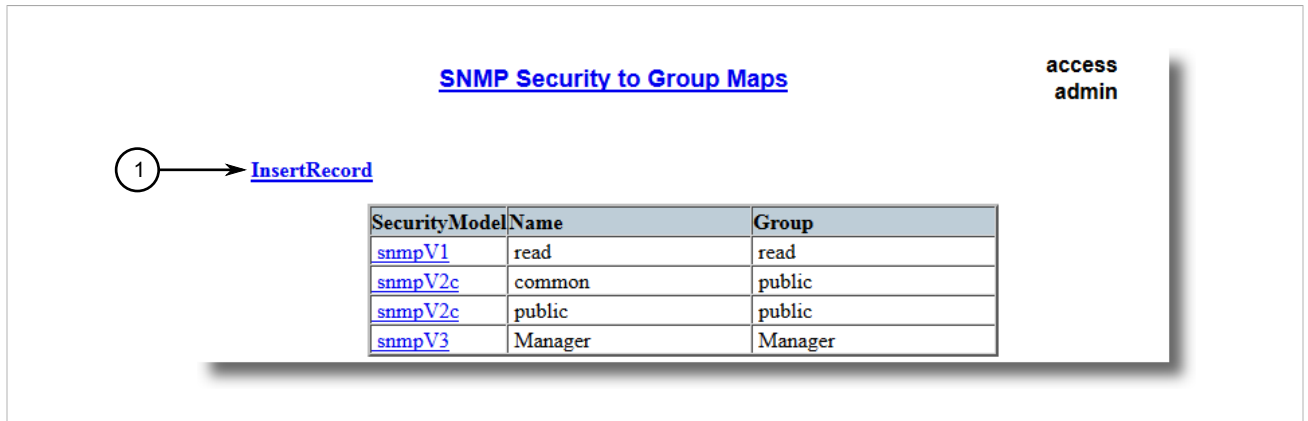 SNMP Security to Group Maps
access
admin
1
InsertRecord
SecurityModel Name Group
snmpV1 read read
snmpV2c common public
snmpV2c public public
snmpV3 Manager Manager